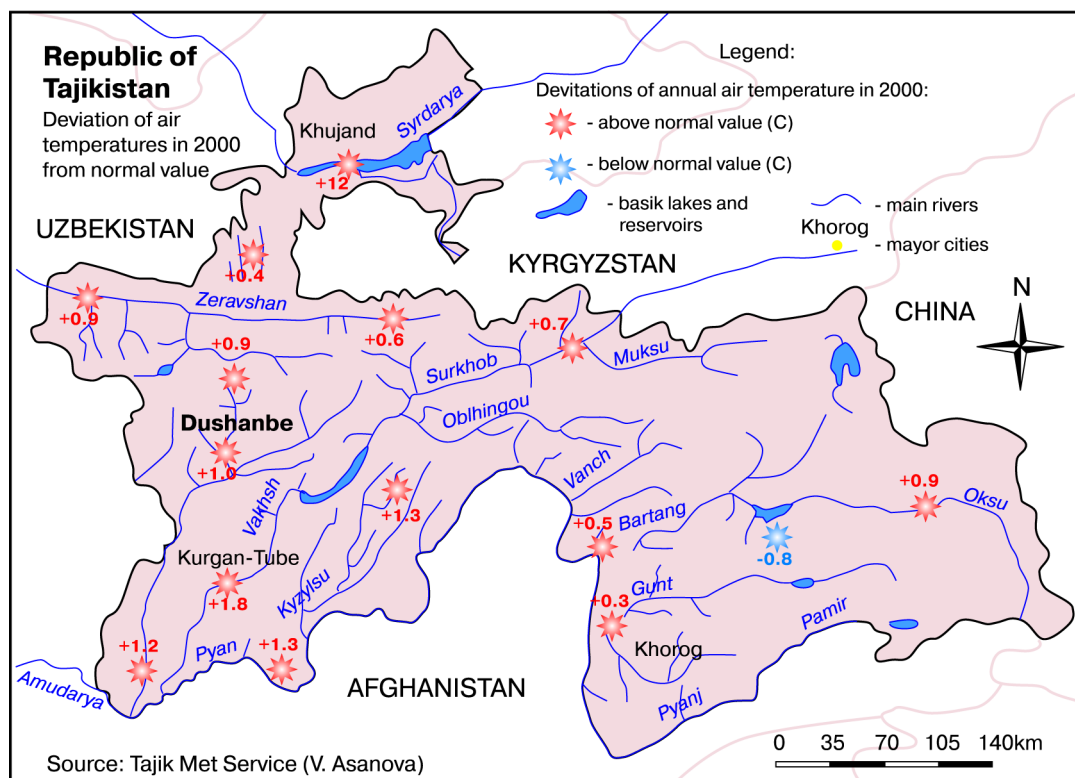 Republic of
Tajikistan
Deviation of air
temperatures in 2000
from normal value
Legend:
Devitations of annual air temperature in 2000:
- above normal value (C)
- below normal value (C)
- basik lakes and
reservoirs
- main rivers
Khorog
- mayor cities
Khujand
Syrdarya
+12
UZBEKISTAN
KYRGYZSTAN
CHINA
N
+0.4
Zeravshan
+0.9
+0.6
+0.7
+0.9
Surkhob
Muksu
Oblhingou
Dushanbe
+1.0
Vakhsh
+1.3
Vanch
Bartang
+0.5
+0.9
Oksu
-0.8
Kurgan-Tube
+1.8
Kyzylsu
Gunt
+0.3
Pamir
Khorog
+1.2
Pyan
+1.3
Amudarya
AFGHANISTAN
Pyanj
0 35 70 105 140km
Source: Tajik Met Service (V. Asanova)